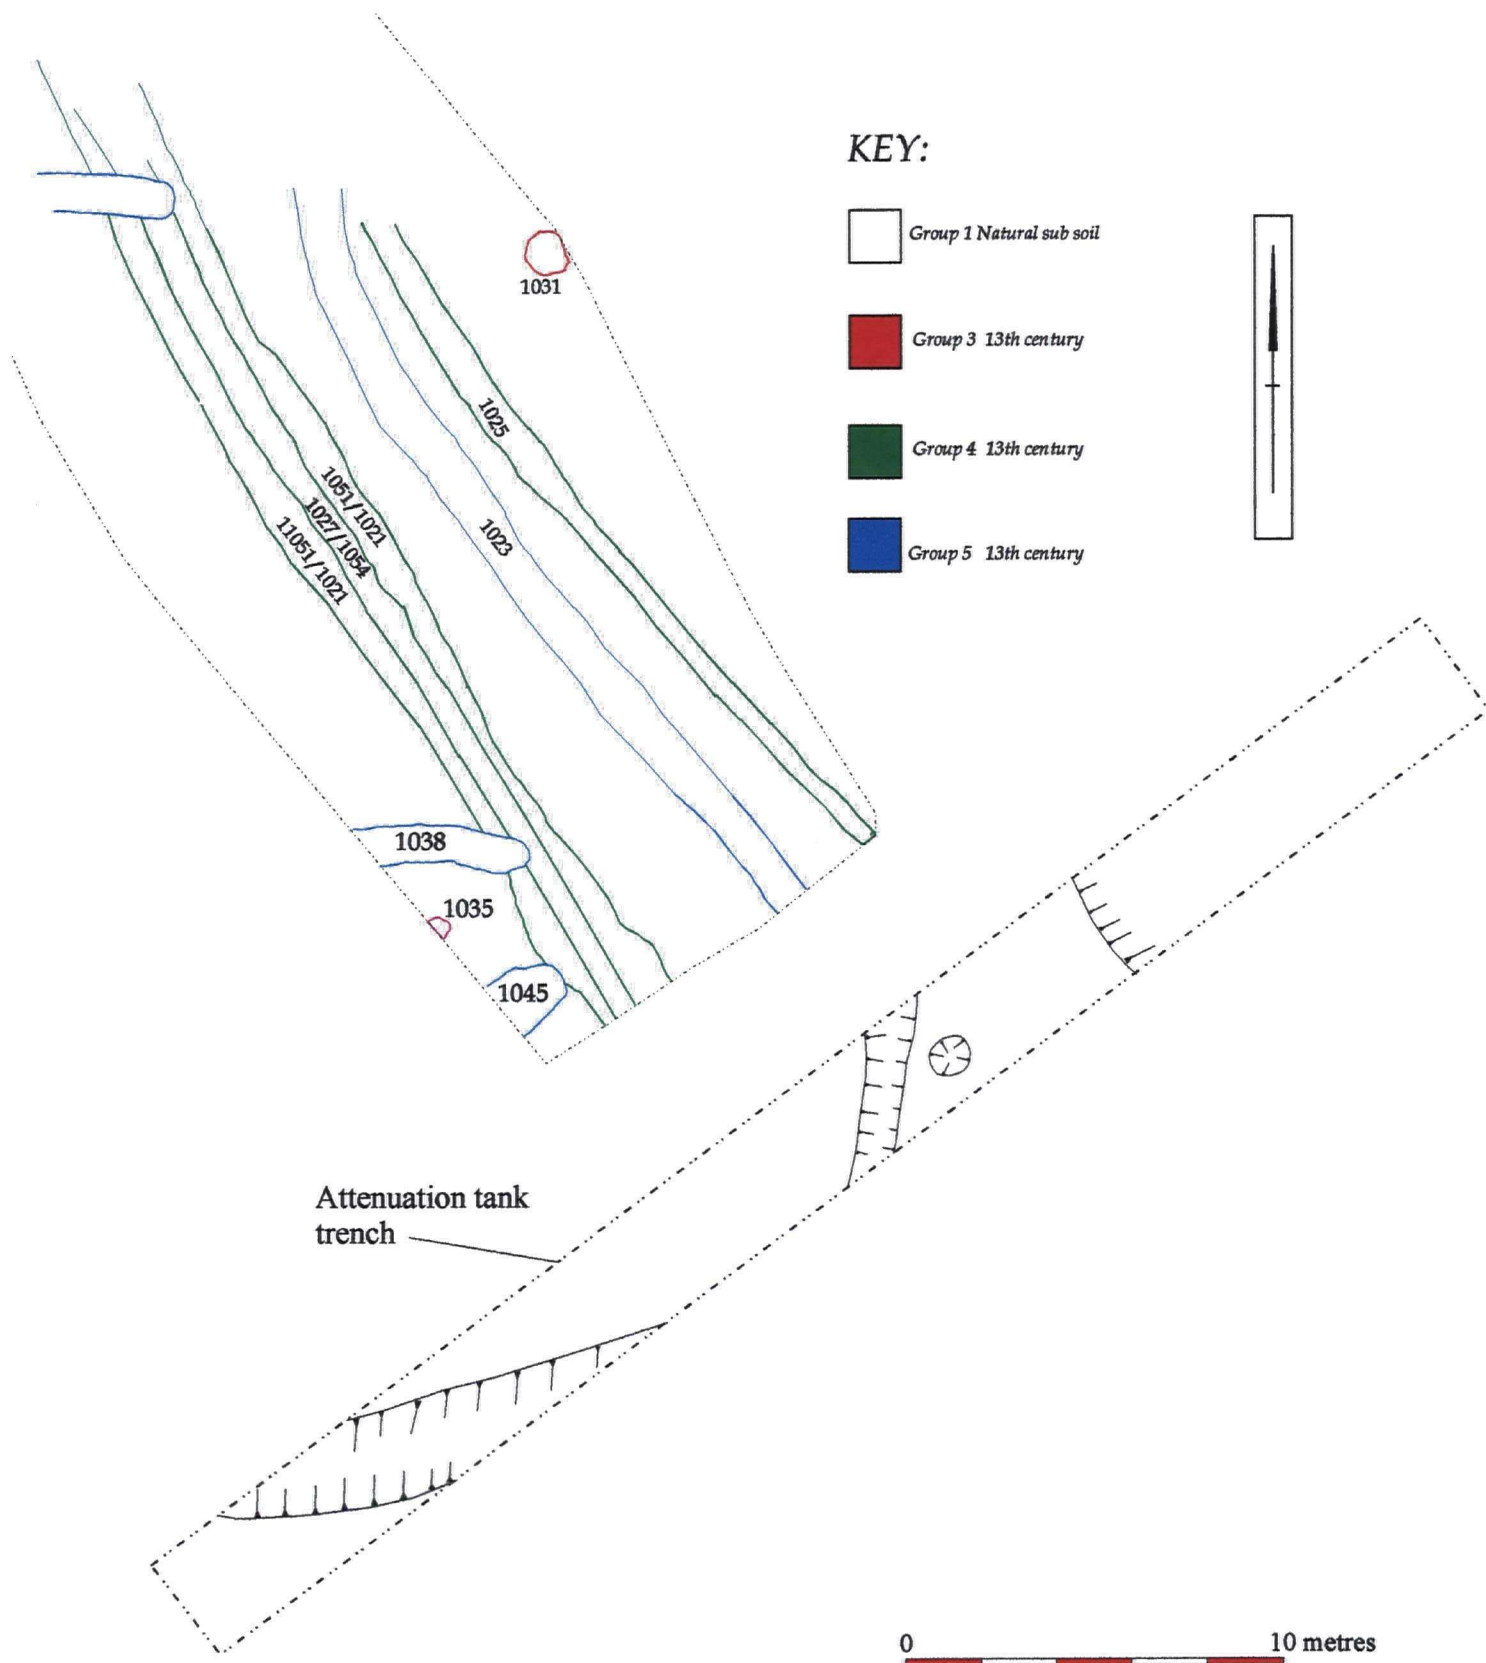 KEY:
Group 1 Natural sub soil
Group 3 13th century
Group 4 13th century
Group 5 13th century
1031
1025
1051/1021
1027/1054
11051/1021
1023
1038
1035
1045
Attenuation tank
trench
0 10 metres